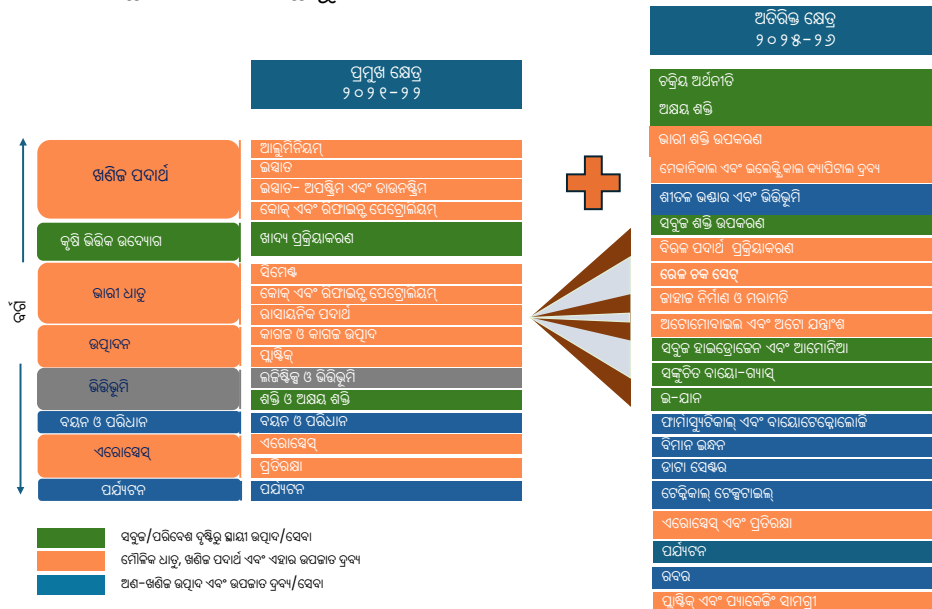 ପ୍ରମୁଖ କ୍ଷେତ୍ର
୨୦୨୧-୨୨
ଖଣିଜ ପଦାର୍ଥ
କୃଷି ଭିତ୍ତିକ ଉଦ୍ୟୋଗ
ଭାରୀ ଧାତୁ
ଉତ୍ପାଦନ
ଭିତ୍ତିଭୂମି
ବୟନ ଓ ପରିଧାନ
ଏରୋସ୍ପେସ୍
ପର୍ଯ୍ୟଟନ
ବର୍ଗ
ଆଲୁମିନିୟମ୍
ଇସ୍ପାତ
ଇସ୍ପାତ- ଅପଷ୍ଟ୍ରିମ ଏବଂ ଡାଉନଷ୍ଟ୍ରିମ
କୋକ୍ ଏବଂ ରିଫାଇନ୍ଡ ପେଟ୍ରୋଲିୟମ୍
ଖାଦ୍ୟ ପ୍ରକ୍ରିୟାକରଣ
ସିମେଣ୍ଟ
କୋକ୍ ଏବଂ ରିଫାଇନ୍ଡ ପେଟ୍ରୋଲିୟମ୍
ରାସାୟନିକ ପଦାର୍ଥ
କାଗଜ ଓ କାଗଜ ଉତ୍ପାଦ
ପ୍ଲାଷ୍ଟିକ୍
ଲଜିଷ୍ଟିକ୍ସ ଓ ଭିତ୍ତିଭୂମି
ଶକ୍ତି ଓ ଅକ୍ଷୟ ଶକ୍ତି
ବୟନ ଓ ପରିଧାନ
ଏରୋସ୍ପେସ୍
ପ୍ରତିରକ୍ଷା
ପର୍ଯ୍ୟଟନ
ଅତିରିକ୍ତ କ୍ଷେତ୍ର
୨୦୨୫-୨୬
ଚକ୍ରିୟ ଅର୍ଥନୀତି
ଅକ୍ଷୟ ଶକ୍ତି
ଭାରୀ ଶକ୍ତି ଉପକରଣ
ମେକାନିକାଲ ଏବଂ ଇଲେକ୍ଟ୍ରିକାଲ କ୍ୟାପିଟାଲ ଦ୍ରବ୍ୟ
ଶୀତଳ ଭଣ୍ଡାର ଏବଂ ଭିତ୍ତିଭୂମି
ସବୁଜ ଶକ୍ତି ଉପକରଣ
ବିରଳ ପଦାର୍ଥ ପ୍ରକ୍ରିୟାକରଣ
ରେଳ ଚକ ସେଟ୍
ଜାହାଜ ନିର୍ମାଣ ଓ ମରାମତି
ଅଟୋମୋବାଇଲ ଏବଂ ଅଟୋ ଯନ୍ତ୍ରାଂଶ
ସବୁଜ ହାଇଡ୍ରୋଜେନ ଏବଂ ଆମୋନିଆ
ସଙ୍କୁଚିତ ବାୟୋ-ଗ୍ୟାସ୍
ଇ-ଯାନ
ଫାର୍ମାସ୍ୟୁଟିକାଲ୍ ଏବଂ ବାୟୋଟେକ୍ନୋଲୋଜି
ବିମାନ ଇନ୍ଧନ
ଡାଟା ସେଣ୍ଟର
ଟେକ୍ନିକାଲ୍ ଟେକ୍ସଟାଇଲ୍
ଏରୋସ୍ପେସ୍ ଏବଂ ପ୍ରତିରକ୍ଷା
ପର୍ଯ୍ୟଟନ
ରବର
ପ୍ଲାଷ୍ଟିକ୍ ଏବଂ ପ୍ୟାକେଜିଂ ସାମଗ୍ରୀ
ସବୁଜ/ପରିବେଶ ଦୃଷ୍ଟିରୁ ସ୍ଥାୟୀ ଉତ୍ପାଦ/ସେବା
ମୌଳିକ ଧାତୁ, ଖଣିଜ ପଦାର୍ଥ ଏବଂ ଏହାର ଉପଜାତ ଦ୍ରବ୍ୟ
ଅଣ-ଖଣିଜ ଉତ୍ପାଦ ଏବଂ ଉପଜାତ ଦ୍ରବ୍ୟ/ସେବା